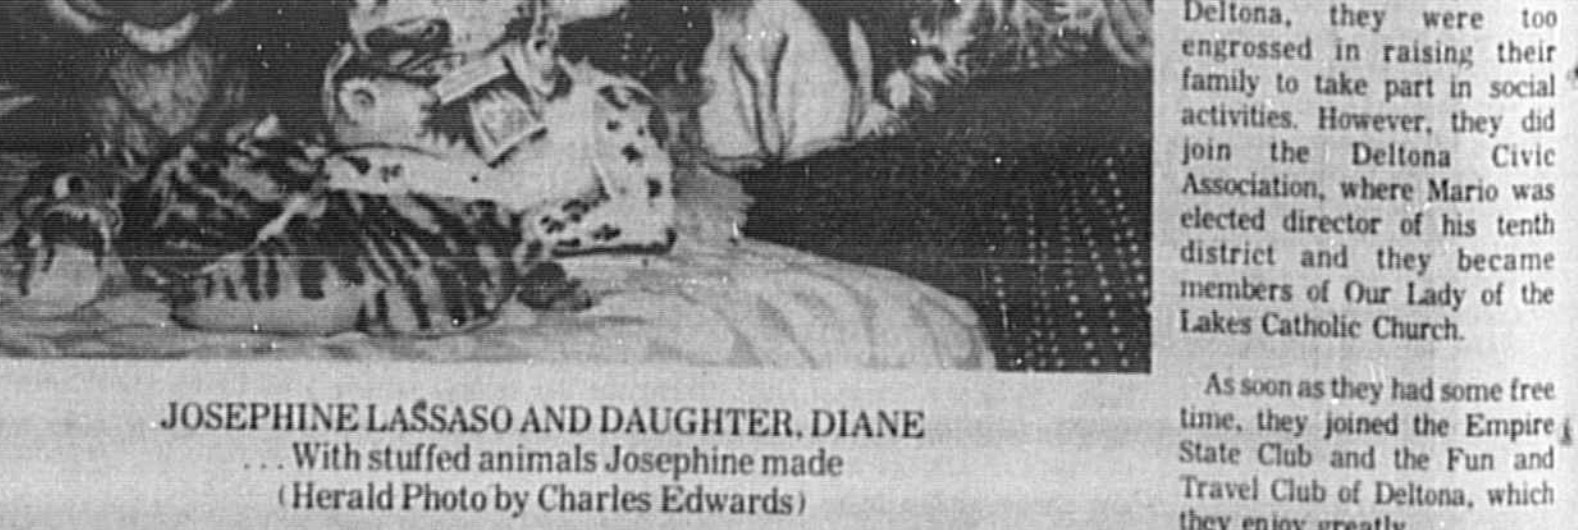 JOSEPHINE LASSASO AND DAUGHTER, DIANE
... With stuffed animals Josephine made
(Herald Photo by Charles Edwards)
Deltona, they were too
engrossed in raising their
family to take part in social
activities. However, they did
join the Deltona Civic
Association, where Mario was
elected director of his tenth
district and they became
members of Our Lady of the
Lakes Catholic Church.
As soon as they had some free
time, they joined the Empire
State Club and the Fun and
Travel Club of Deltona, which
they enjoy greatly